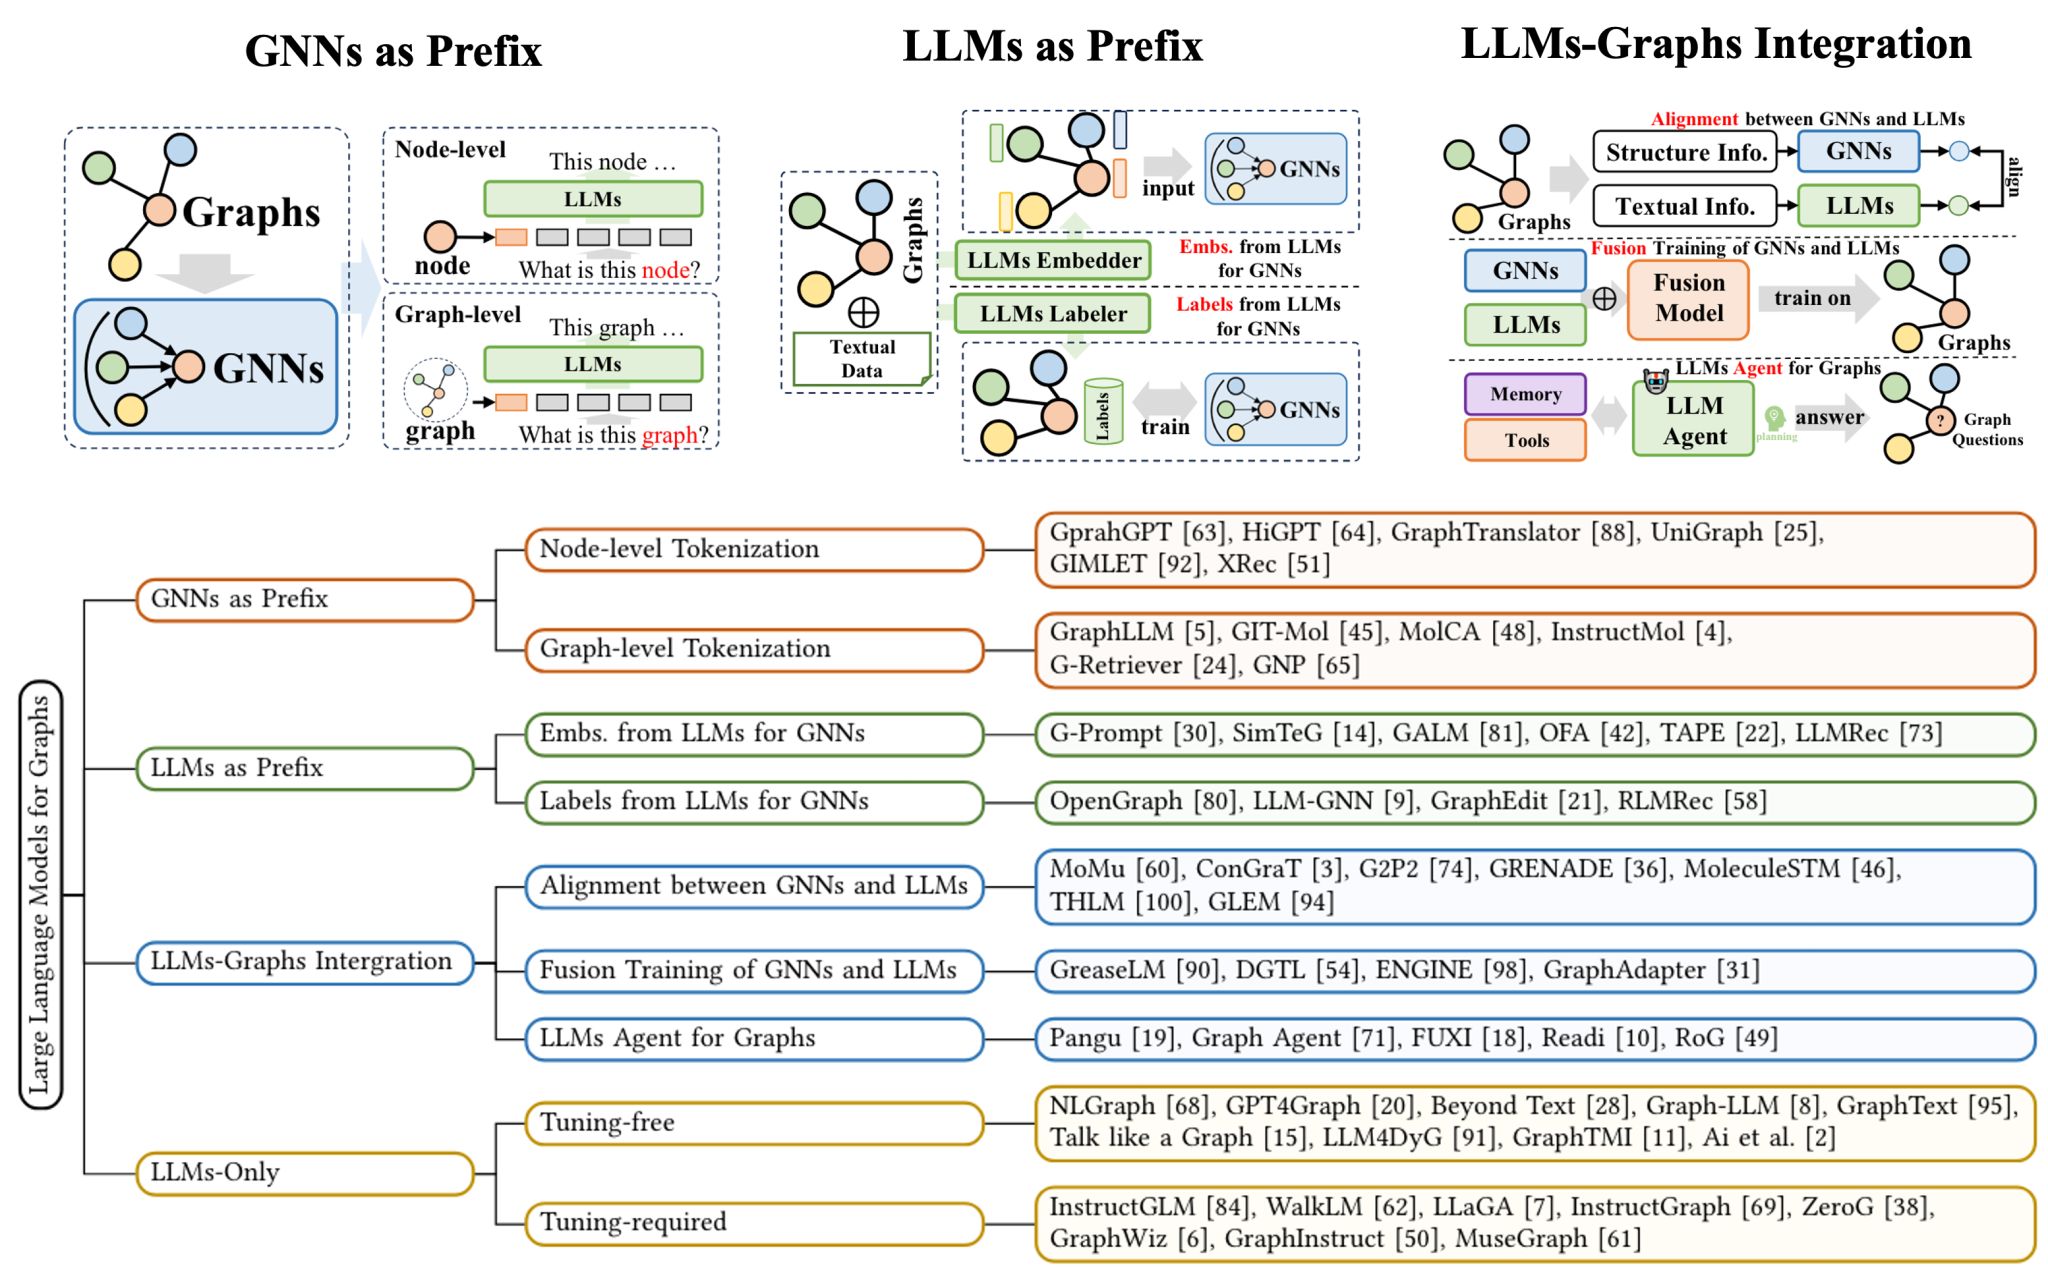 GNNs as Prefix
Graphs
GNNs
Node-level
This node ...
LLMs
node
What is this node?
Graph-level
This graph ...
LLMs
graph
What is this graph?
LLMs as Prefix
Graphs
Textual
Data
input
GNNs
LLMs Embedder
Embs. from LLMs
for GNNs
LLMs Labeler
Labels from LLMs
for GNNs
Labels
train
GNNs
LLMs-Graphs Integration
Alignment between GNNs and LLMs
Graphs
Structure Info.
GNNs
Textual Info.
LLMs
align
Fusion Training of GNNs and LLMs
GNNs
LLMs
Fusion
Model
train on
Graphs
LLMs Agent for Graphs
Memory
Tools
LLM
Agent
planning
answer
?
Graph
Questions
Large Language Models for Graphs
GNNs as Prefix
Node-level Tokenization
GprahGPT [63], HiGPT [64], GraphTranslator [88], UniGraph [25],
GIMLET [92], XRec [51]
Graph-level Tokenization
GraphLLM [5], GIT-Mol [45], MolCA [48], InstructMol [4],
G-Retriever [24], GNP [65]
LLMs as Prefix
Embs. from LLMs for GNNs
G-Prompt [30], SimTeG [14], GALM [81], OFA [42], TAPE [22], LLMRec [73]
Labels from LLMs for GNNs
OpenGraph [80], LLM-GNN [9], GraphEdit [21], RLMRec [58]
LLMs-Graphs Intergration
Alignment between GNNs and LLMs
MoMu [60], ConGraT [3], G2P2 [74], GRENADE [36], MoleculeSTM [46],
THLM [100], GLEM [94]
Fusion Training of GNNs and LLMs
GreaseLM [90], DGTL [54], ENGINE [98], GraphAdapter [31]
LLMs Agent for Graphs
Pangu [19], Graph Agent [71], FUXI [18], Readi [10], RoG [49]
LLMs-Only
Tuning-free
NLGraph [68], GPT4Graph [20], Beyond Text [28], Graph-LLM [8], GraphText [95],
Talk like a Graph [15], LLM4DyG [91], GraphTMI [11], Ai et al. [2]
Tuning-required
InstructGLM [84], WalkLM [62], LLaGA [7], InstructGraph [69], ZeroG [38],
GraphWiz [6], GraphInstruct [50], MuseGraph [61]